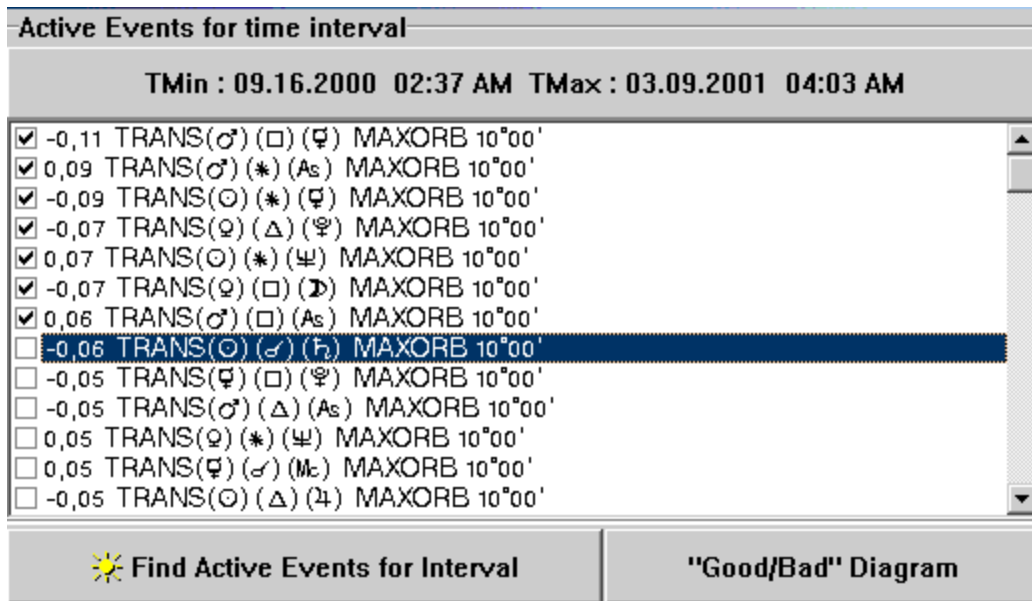 Active Events for time interval
TMin : 09.16.2000 02:37 AM TMax : 03.09.2001 04:03 AM
-0,11 TRANS(♂)(□)(☿) MAXORB 10°00'
0,09 TRANS(♂)(⚹)(As) MAXORB 10°00'
-0,09 TRANS(☉)(⚹)(☿) MAXORB 10°00'
-0,07 TRANS(♀)(△)(⯓) MAXORB 10°00'
0,07 TRANS(☉)(⚹)(♆) MAXORB 10°00'
-0,07 TRANS(♀)(□)(☽) MAXORB 10°00'
0,06 TRANS(♂)(□)(As) MAXORB 10°00'
-0,06 TRANS(☉)(☌)(♄) MAXORB 10°00'
-0,05 TRANS(☿)(□)(⯓) MAXORB 10°00'
-0,05 TRANS(♂)(△)(As) MAXORB 10°00'
0,05 TRANS(♀)(⚹)(♆) MAXORB 10°00'
0,05 TRANS(☿)(☌)(Mc) MAXORB 10°00'
-0,05 TRANS(☉)(△)(♃) MAXORB 10°00'
Find Active Events for Interval
"Good/Bad" Diagram